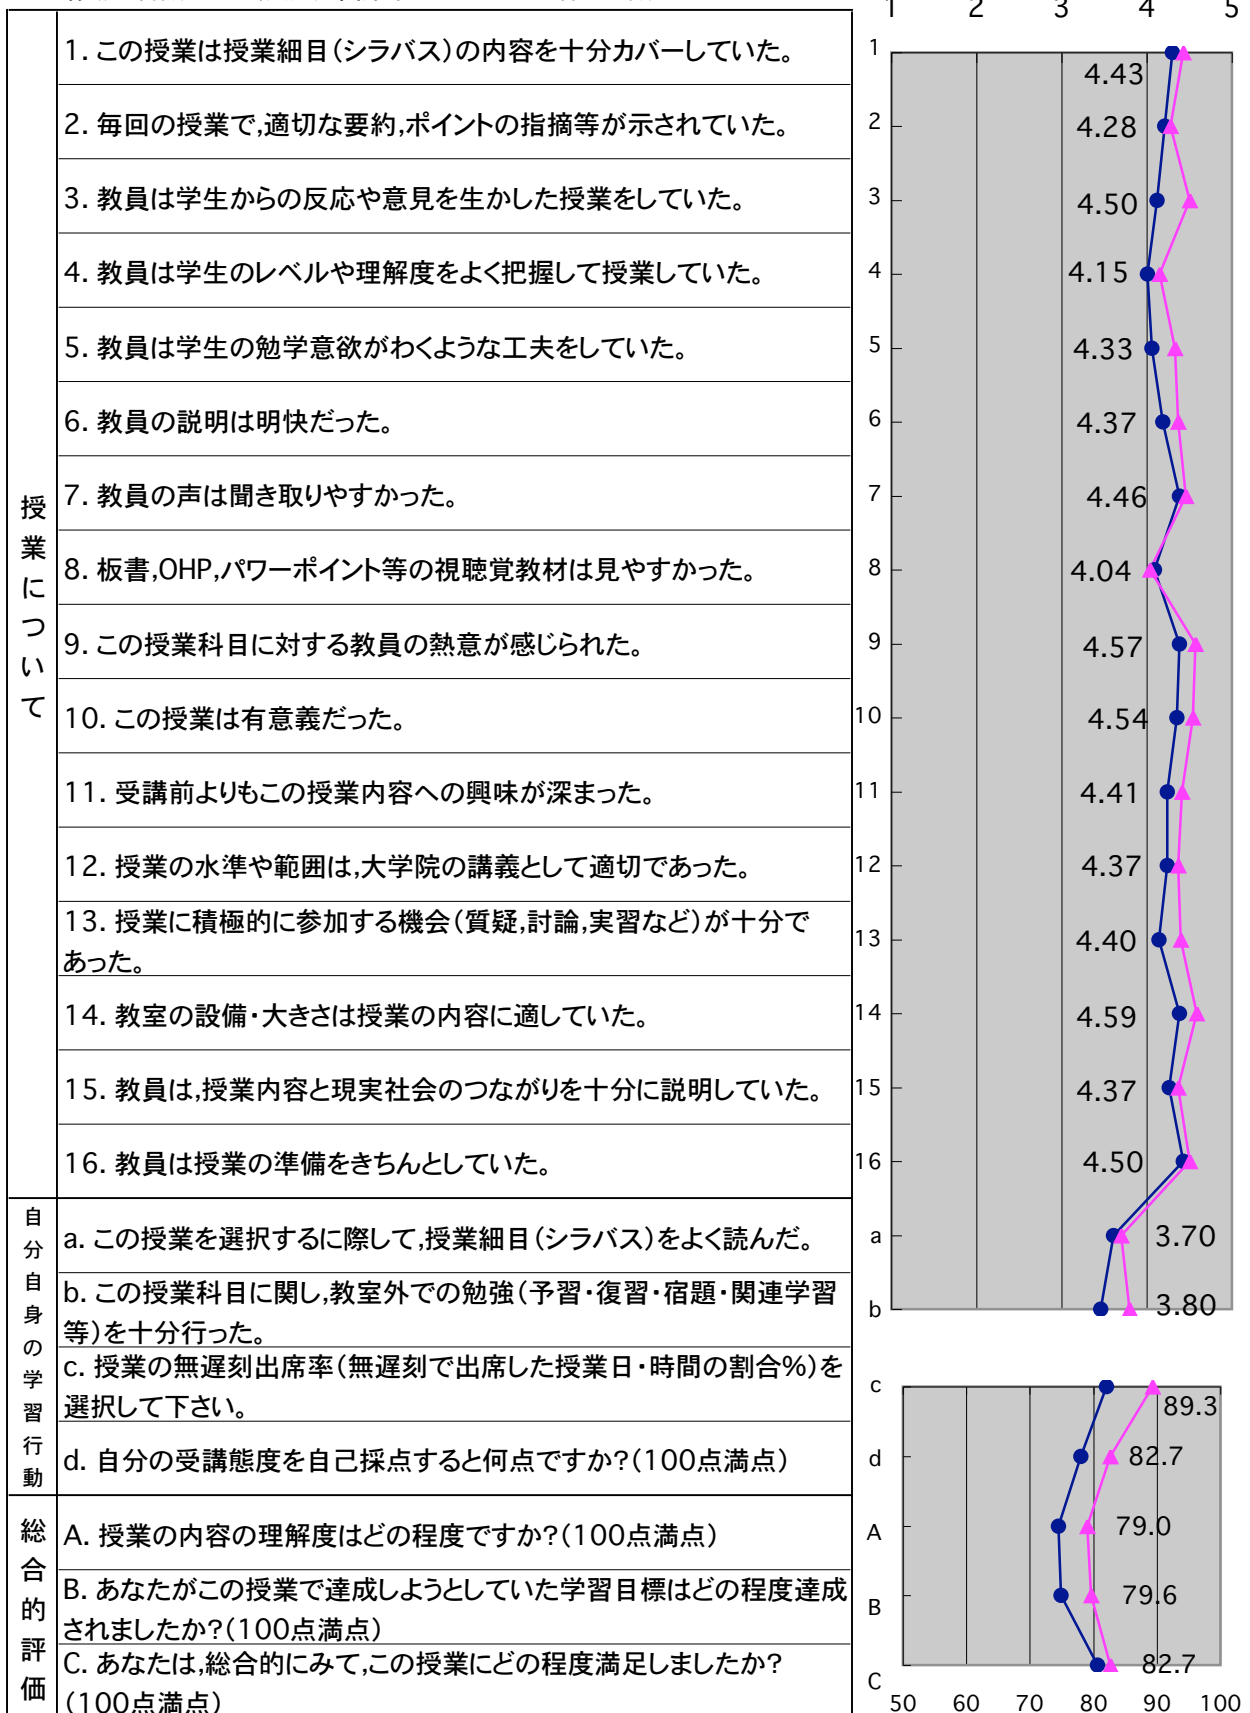 1 2 3 4 5
授業について
1. この授業は授業細目(シラバス)の内容を十分カバーしていた。
2. 毎回の授業で,適切な要約,ポイントの指摘等が示されていた。
3. 教員は学生からの反応や意見を生かした授業をしていた。
4. 教員は学生のレベルや理解度をよく把握して授業していた。
5. 教員は学生の勉学意欲がわくような工夫をしていた。
6. 教員の説明は明快だった。
7. 教員の声は聞き取りやすかった。
8. 板書,OHP,パワーポイント等の視聴覚教材は見やすかった。
9. この授業科目に対する教員の熱意が感じられた。
10. この授業は有意義だった。
11. 受講前よりもこの授業内容への興味が深まった。
12. 授業の水準や範囲は,大学院の講義として適切であった。
13. 授業に積極的に参加する機会(質疑,討論,実習など)が十分で
あった。
14. 教室の設備・大きさは授業の内容に適していた。
15. 教員は,授業内容と現実社会のつながりを十分に説明していた。
16. 教員は授業の準備をきちんとしていた。
自分自身の学習行動
a. この授業を選択するに際して,授業細目(シラバス)をよく読んだ。
b. この授業科目に関し,教室外での勉強(予習・復習・宿題・関連学習
等)を十分行った。
c. 授業の無遅刻出席率(無遅刻で出席した授業日・時間の割合%)を
選択して下さい。
d. 自分の受講態度を自己採点すると何点ですか?(100点満点)
総合的評価
A. 授業の内容の理解度はどの程度ですか?(100点満点)
B. あなたがこの授業で達成しようとしていた学習目標はどの程度達成
されましたか?(100点満点)
C. あなたは,総合的にみて,この授業にどの程度満足しましたか?
(100点満点)
1 4.43
2 4.28
3 4.50
4 4.15
5 4.33
6 4.37
7 4.46
8 4.04
9 4.57
10 4.54
11 4.41
12 4.37
13 4.40
14 4.59
15 4.37
16 4.50
a 3.70
b 3.80
c 89.3
d 82.7
A 79.0
B 79.6
C 82.7
50 60 70 80 90 100